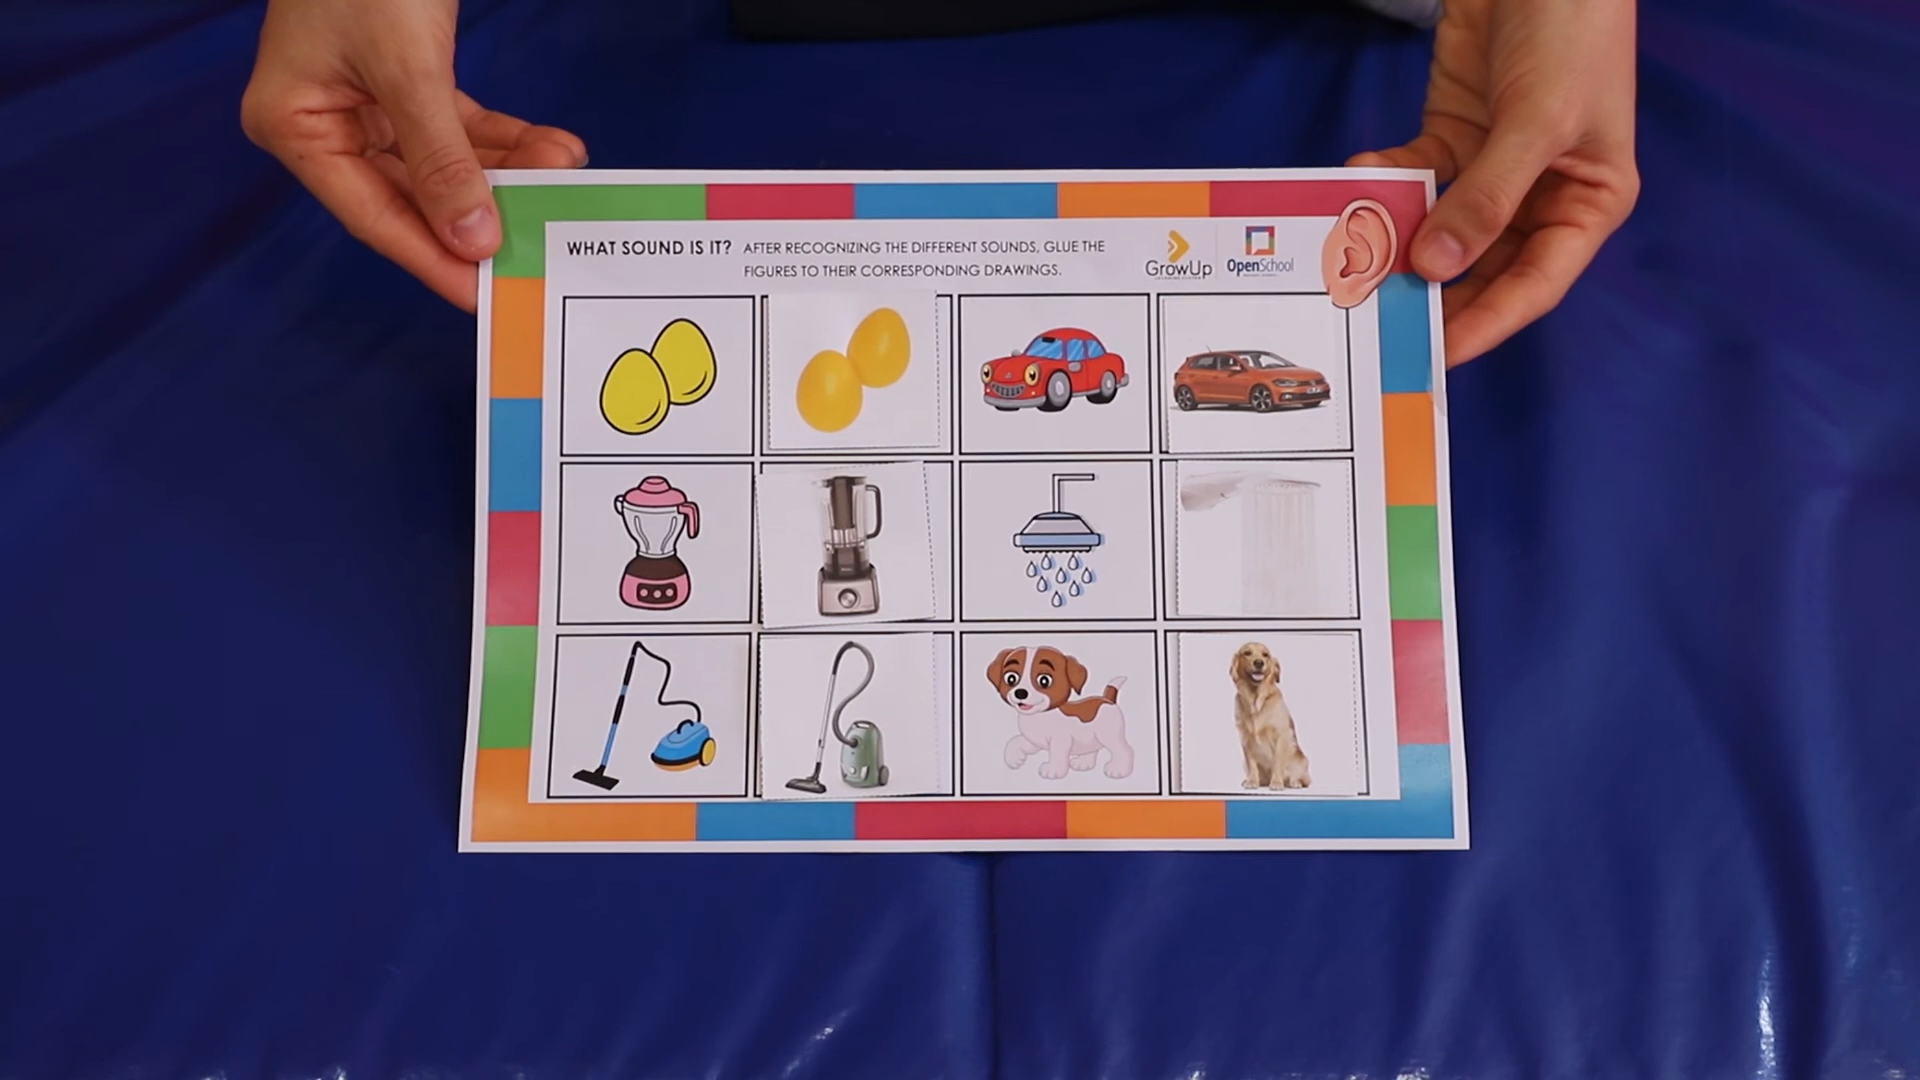 WHAT SOUND IS IT? AFTER RECOGNIZING THE DIFFERENT SOUNDS, GLUE THE
FIGURES TO THEIR CORRESPONDING DRAWINGS.
GrowUp
OpenSchool